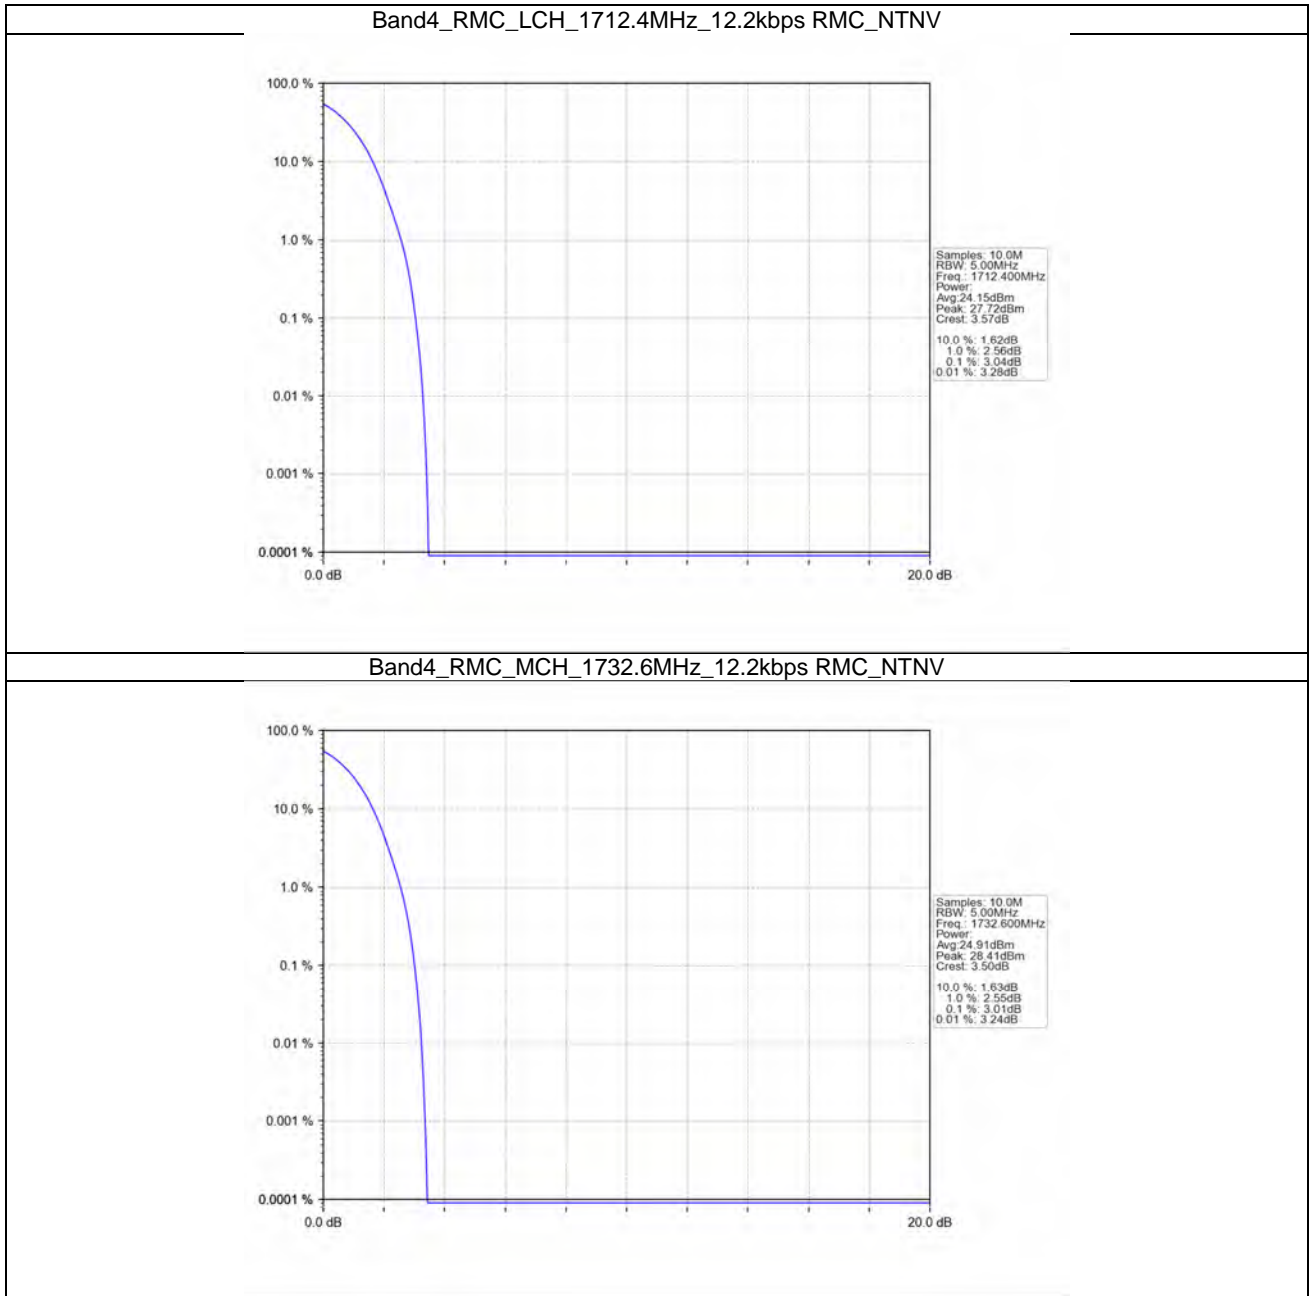 Band4_RMC_LCH_1712.4MHz_12.2kbps RMC_NTNV
100.0 %
10.0 %
1.0 %
0.1 %
0.01 %
0.001 %
0.0001 %
0.0 dB
20.0 dB
Samples: 10.0M
RBW: 5.00MHz
Freq.: 1712.400MHz
Power:
Avg:24.15dBm
Peak: 27.72dBm
Crest: 3.57dB
10.0 %: 1.62dB
1.0 %: 2.56dB
0.1 %: 3.04dB
0.01 %: 3.28dB
Band4_RMC_MCH_1732.6MHz_12.2kbps RMC_NTNV
100.0 %
10.0 %
1.0 %
0.1 %
0.01 %
0.001 %
0.0001 %
0.0 dB
20.0 dB
Samples: 10.0M
RBW: 5.00MHz
Freq.: 1732.600MHz
Power:
Avg:24.91dBm
Peak: 28.41dBm
Crest: 3.50dB
10.0 %: 1.63dB
1.0 %: 2.55dB
0.1 %: 3.01dB
0.01 %: 3.24dB